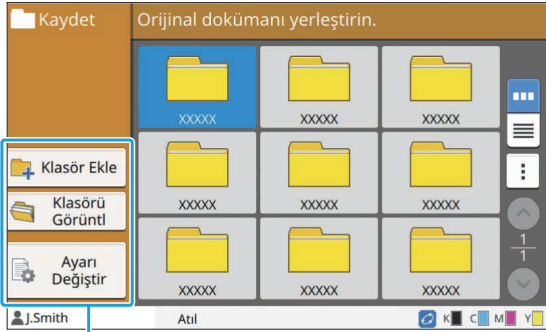 Kaydet
Orijinal dokümanı yerleştirin.
XXXXX XXXXX XXXXX
Klasör Ekle
XXXXX XXXXX XXXXX
Klasörü
Görüntl
1
1
Ayarı
Değiştir
XXXXX XXXXX XXXXX
J.Smith
Atıl
K C M Y